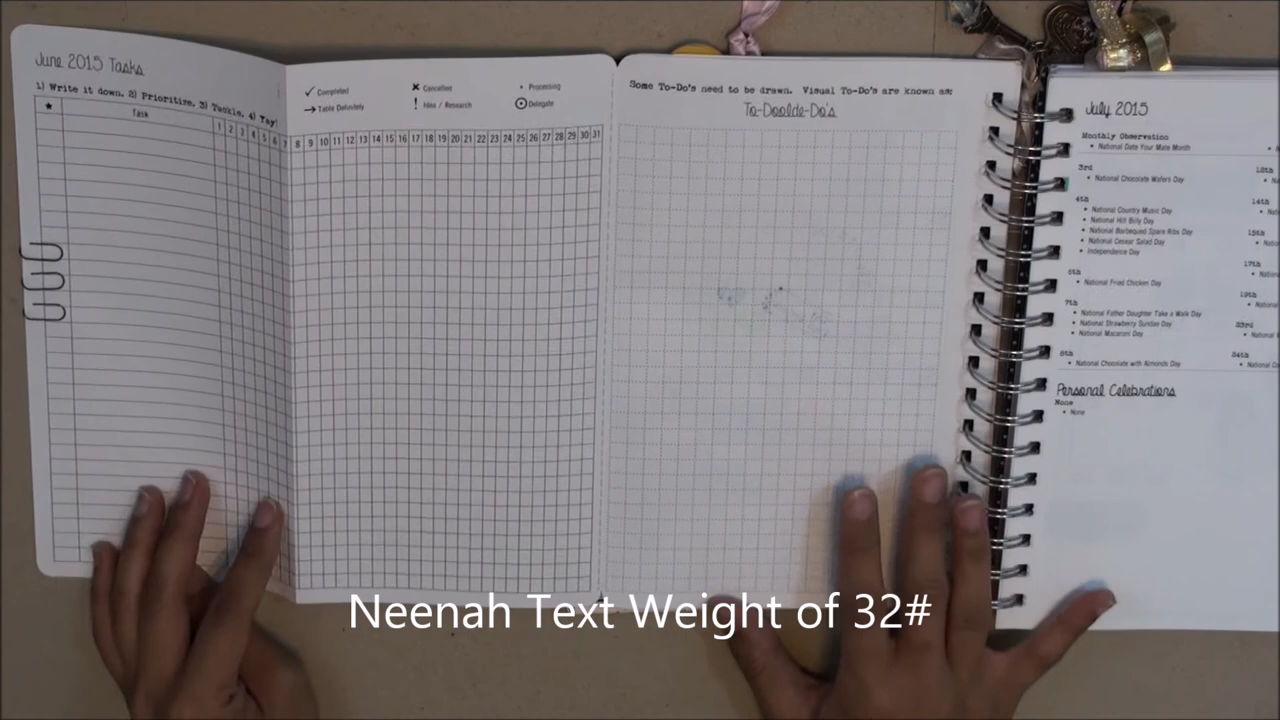 June 2015 Tasks
1) Write it down. 2) Prioritize. 3) Tackle. 4) Yay!
★ Task 1 2 3 4 5 6 7 8 9 10 11 12 13 14 15 16 17 18 19 20 21 22 23 24 25 26 27 28 29 30 31
✓ Completed
✖ Cancelled
• Processing
→ Table Definitely
! Idea / Research
Delegate
Some To-Do's need to be drawn. Visual To-Do's are known as:
To-Doolde-Do's
July 2015
Monthly Observation
• National Date Your Mate Month
3rd
• National Chocolate Wafers Day
4th
• National Country Music Day
• National Hill Billy Day
• National Barbequed Spare Ribs Day
• National Cesear Salad Day
• Independence Day
6th
• National Fried Chicken Day
7th
• National Father Daughter Take a Walk Day
• National Strawberry Sundae Day
• National Macaroni Day
8th
• National Chocolate with Almonds Day
12th
14th
15th
17th
19th
23rd
• National
24th
• National
Personal Celebrations
None
• None
Neenah Text Weight of 32#